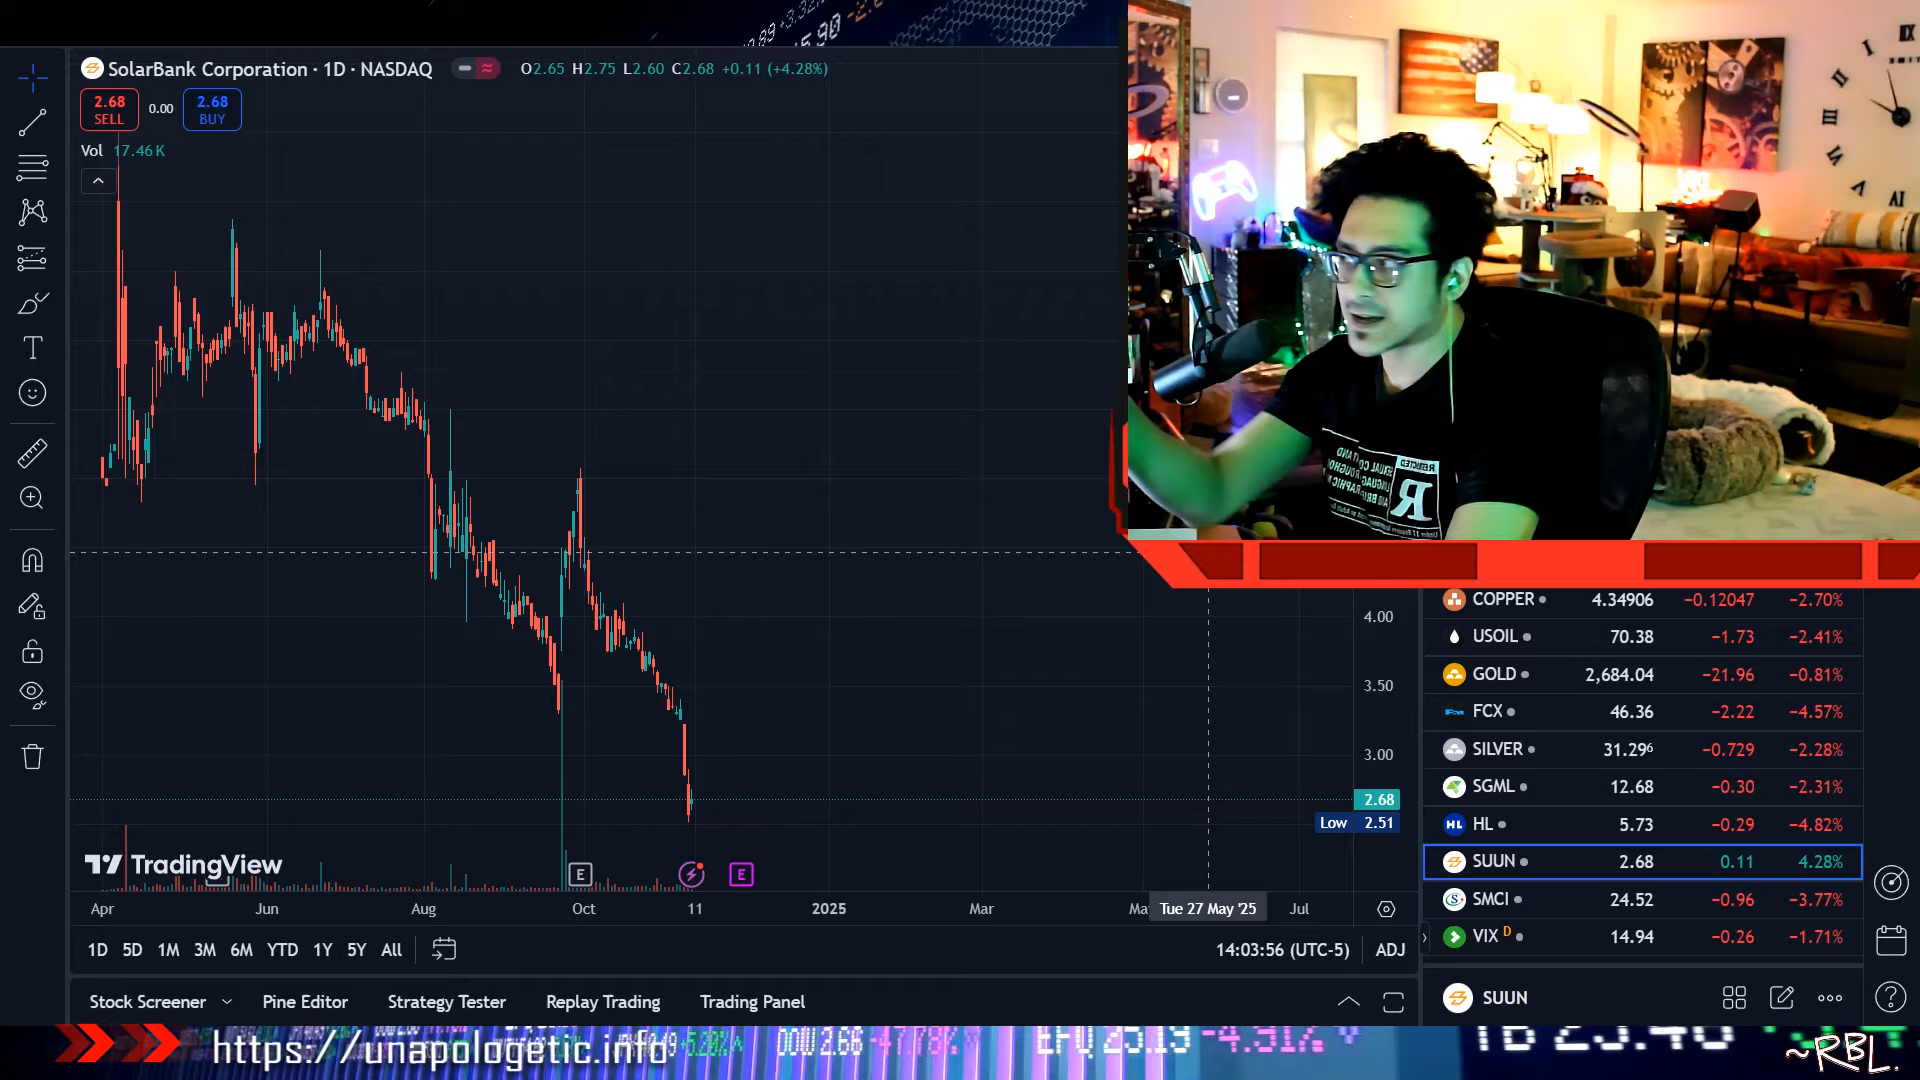 SolarBank Corporation · 1D · NASDAQ
O2.65 H2.75 L2.60 C2.68 +0.11 (+4.28%)
2.68
SELL
0.00
2.68
BUY
Vol 17.46 K
4.00
3.50
3.00
2.68
Low 2.51
TradingView
E
E
Apr
Jun
Aug
Oct
11
2025
Mar
Tue 27 May '25
Jul
1D 5D 1M 3M 6M YTD 1Y 5Y All
14:03:56 (UTC-5)
ADJ
Stock Screener
Pine Editor
Strategy Tester
Replay Trading
Trading Panel
COPPER 4.34906 −0.12047 −2.70%
USOIL 70.38 −1.73 −2.41%
GOLD 2,684.04 −21.96 −0.81%
FCX 46.36 −2.22 −4.57%
SILVER 31.29⁶ −0.729 −2.28%
SGML 12.68 −0.30 −2.31%
HL HL 5.73 −0.29 −4.82%
SUUN 2.68 0.11 4.28%
SMCI 24.52 −0.96 −3.77%
VIX D 14.94 −0.26 −1.71%
SUUN
https://unapologetic.info
~RBL.